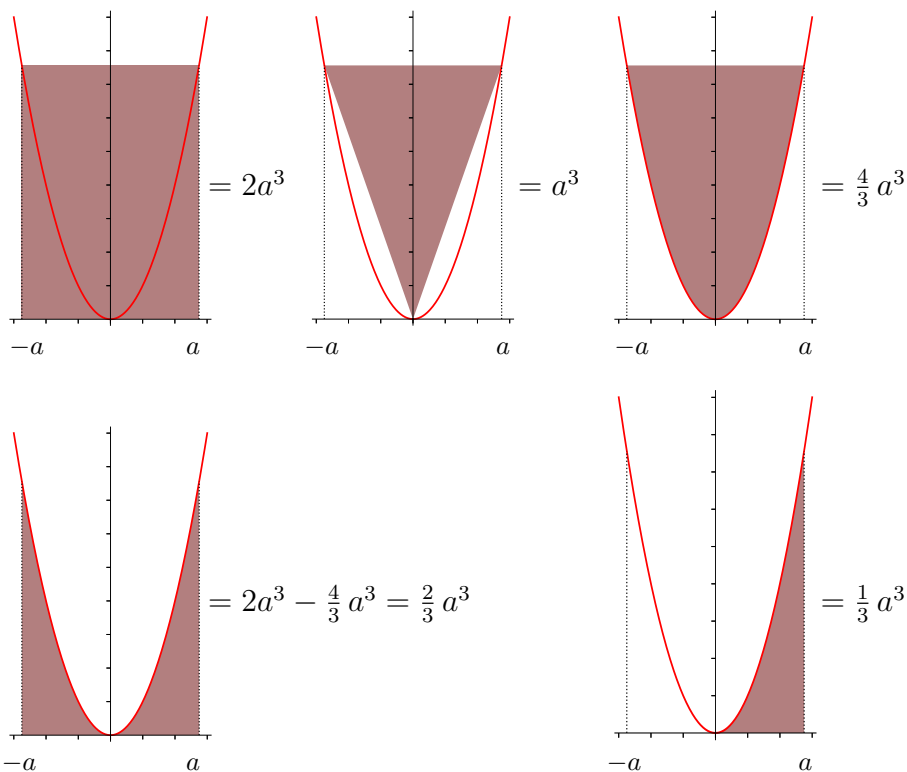 = 2a³
= a³
= 4/3 a³
−a a
−a a
−a a
= 2a³ − 4/3 a³ = 2/3 a³
= 1/3 a³
−a a
−a a